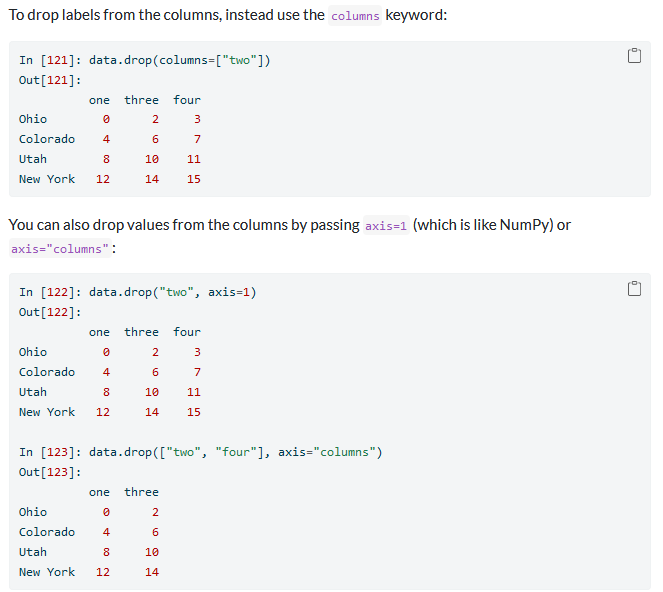 To drop labels from the columns, instead use the columns keyword:
In [121]: data.drop(columns=["two"])
Out[121]:
          one  three  four
Ohio        0      2     3
Colorado    4      6     7
Utah        8     10    11
New York   12     14    15
You can also drop values from the columns by passing axis=1 (which is like NumPy) or
axis="columns":
In [122]: data.drop("two", axis=1)
Out[122]:
          one  three  four
Ohio        0      2     3
Colorado    4      6     7
Utah        8     10    11
New York   12     14    15
In [123]: data.drop(["two", "four"], axis="columns")
Out[123]:
          one  three
Ohio        0      2
Colorado    4      6
Utah        8     10
New York   12     14